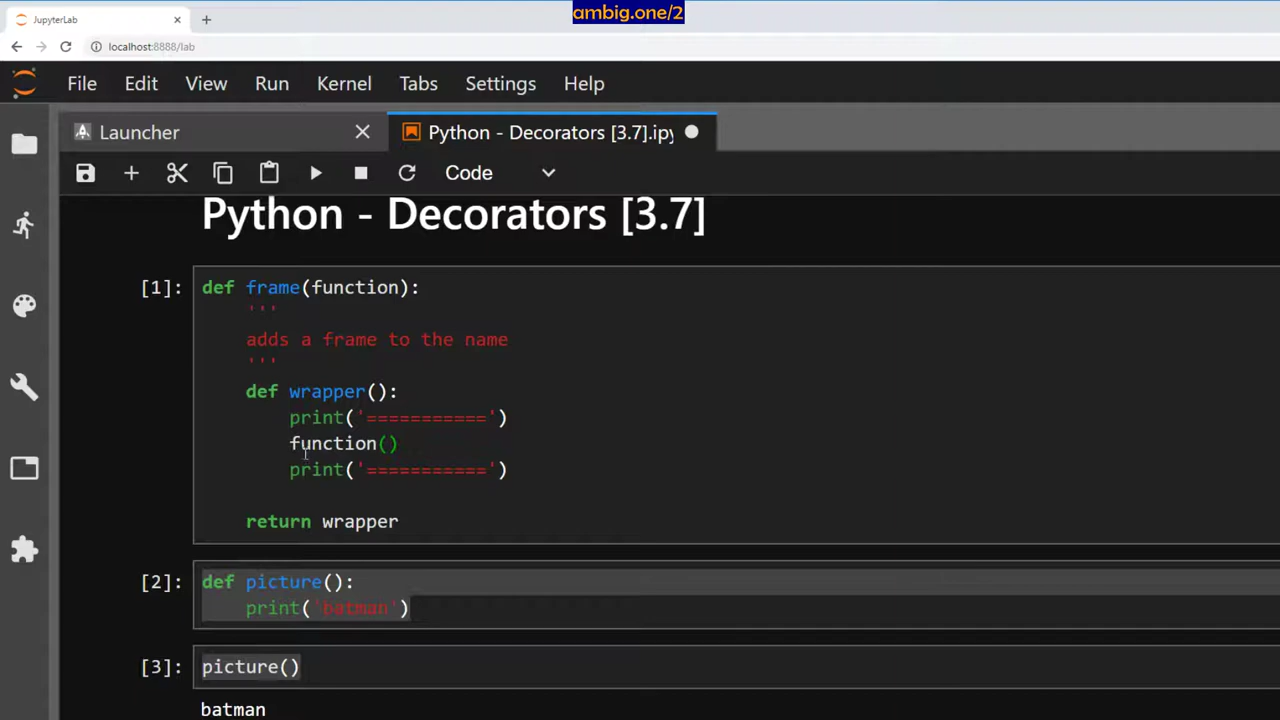 ambig.one/2
JupyterLab
localhost:8888/lab
File Edit View Run Kernel Tabs Settings Help
Launcher Python - Decorators [3.7].ipy
Code
Python - Decorators [3.7]
[1]: def frame(function):
'''
adds a frame to the name
'''
def wrapper():
print('===========')
function()
print('===========')
return wrapper
[2]: def picture():
print('batman')
[3]: picture()
batman